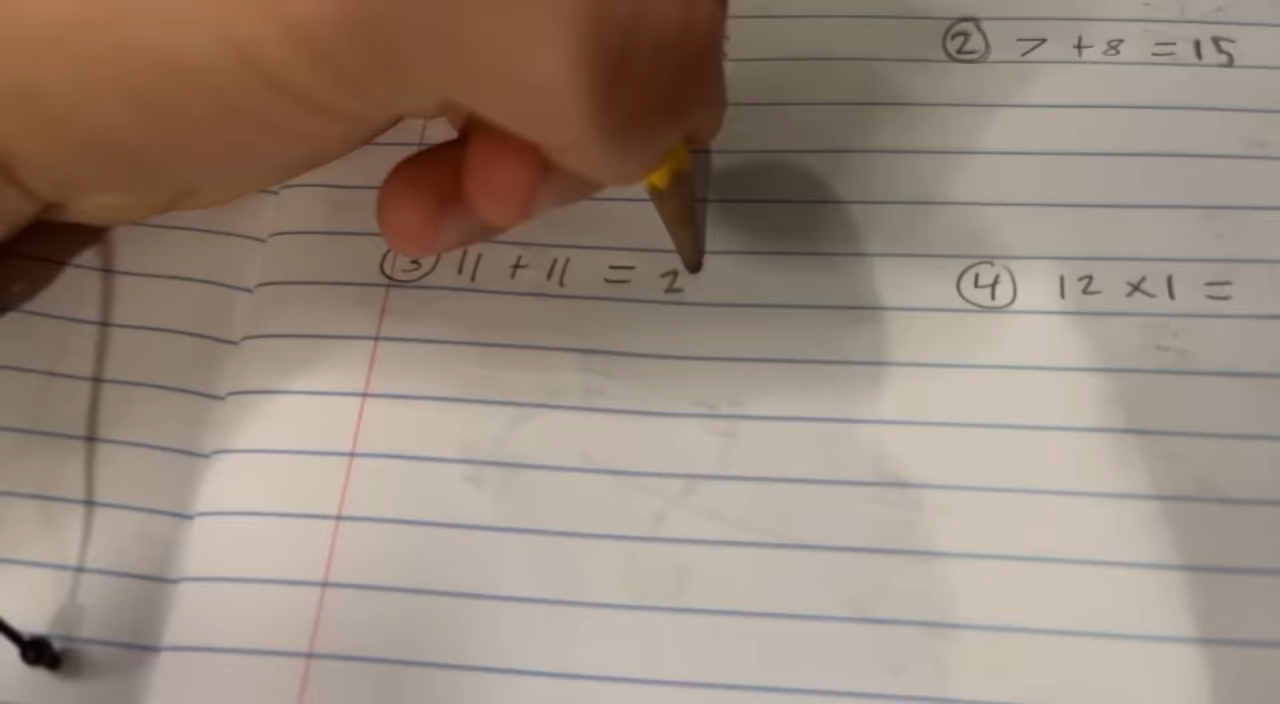 ② 7 + 8 = 15
③ 11 + 11 = 2
④ 12 × 1 =